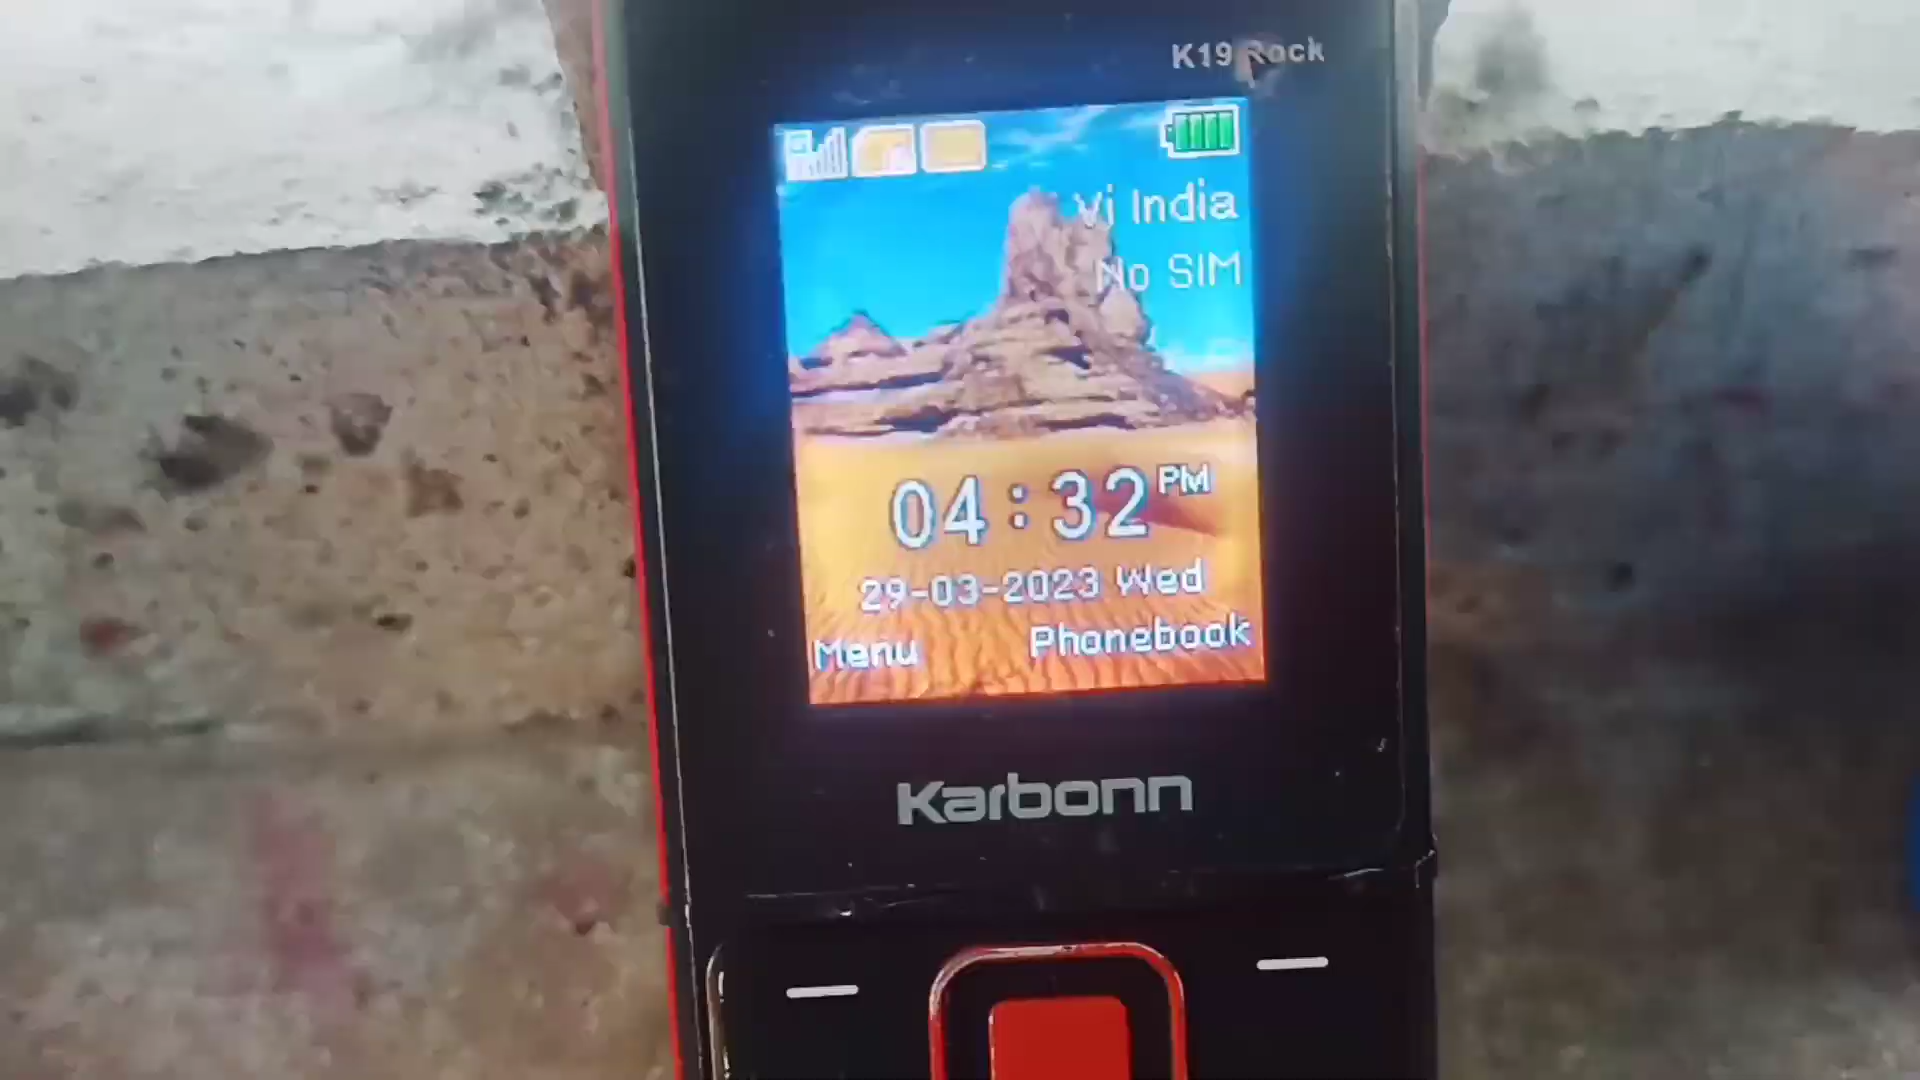 K19 Rock
Vi India
No SIM
04:32 PM
29-03-2023 Wed
Menu Phonebook
Karbonn